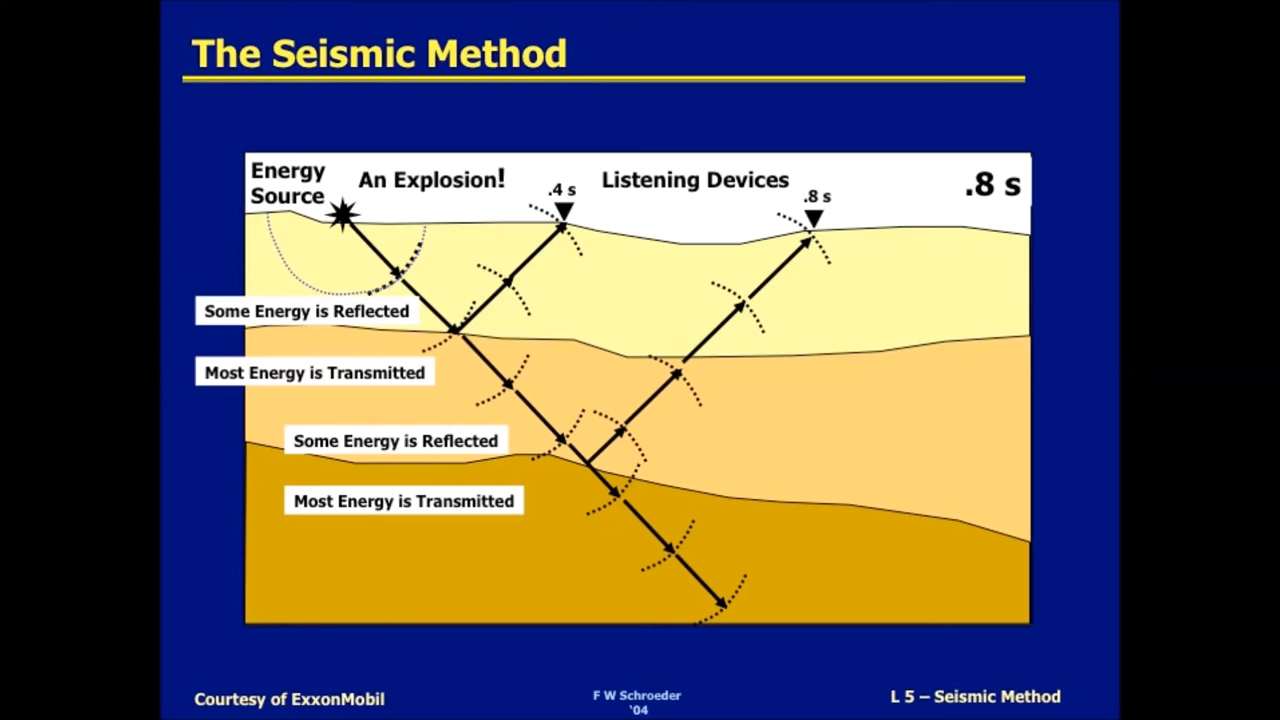 The Seismic Method
Energy
Source
An Explosion!
.4 s
Listening Devices
.8 s
.8 s
Some Energy is Reflected
Most Energy is Transmitted
Some Energy is Reflected
Most Energy is Transmitted
Courtesy of ExxonMobil
F W Schroeder
‘04
L 5 – Seismic Method